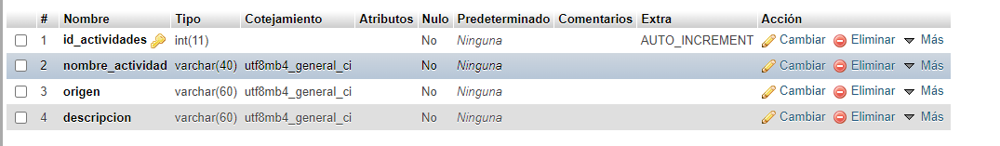 # Nombre Tipo Cotejamiento Atributos Nulo Predeterminado Comentarios Extra Acción
1 id_actividades int(11) No Ninguna AUTO_INCREMENT Cambiar Eliminar Más
2 nombre_actividad varchar(40) utf8mb4_general_ci No Ninguna Cambiar Eliminar Más
3 origen varchar(60) utf8mb4_general_ci No Ninguna Cambiar Eliminar Más
4 descripcion varchar(60) utf8mb4_general_ci No Ninguna Cambiar Eliminar Más